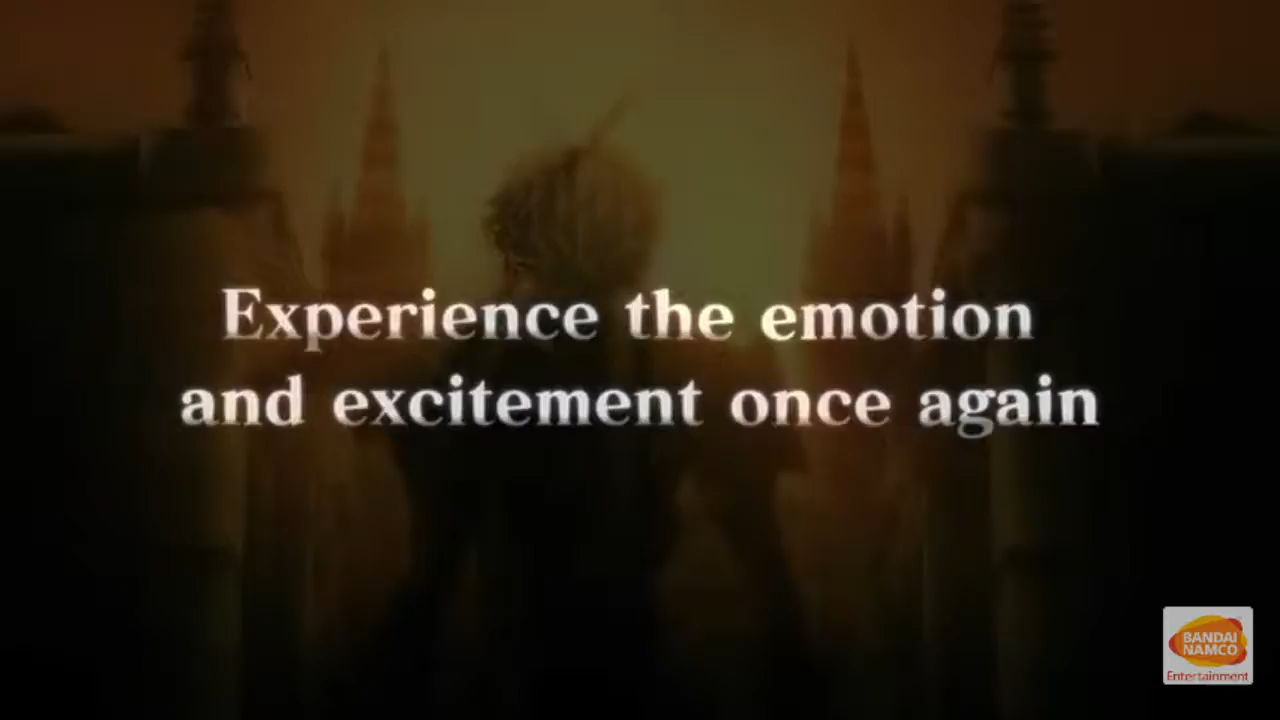 Experience the emotion
and excitement once again
BANDAI
NAMCO
Entertainment